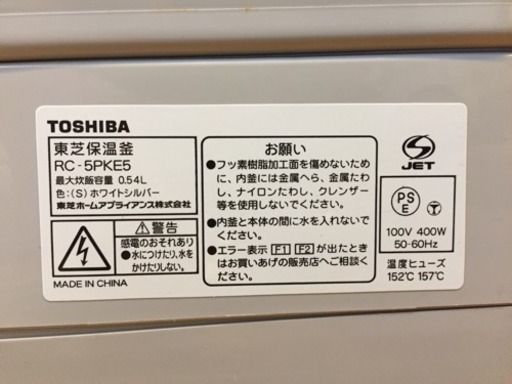 TOSHIBA
東芝保温釜
RC-5PKE5
最大炊飯容量 0.54L
色:(S)ホワイトシルバー
東芝ホームアプライアンス株式会社
警告
感電のおそれあり
●水につけたり、水を
かけたりしない。
MADE IN CHINA
お願い
●フッ素樹脂加工面を傷めないため
に、内釜には金属へら、金属たわ
し、ナイロンたわし、クレンザー
等を使用しないでください。
●内釜と本体の間に水を入れないで
ください。
●エラー表示 F1 F2 が出たときは
はお買いあげの販売店へご相談く
ださい。
S
JET
PS
E
T
100V 400W
50-60Hz
温度ヒューズ
152℃ 157℃